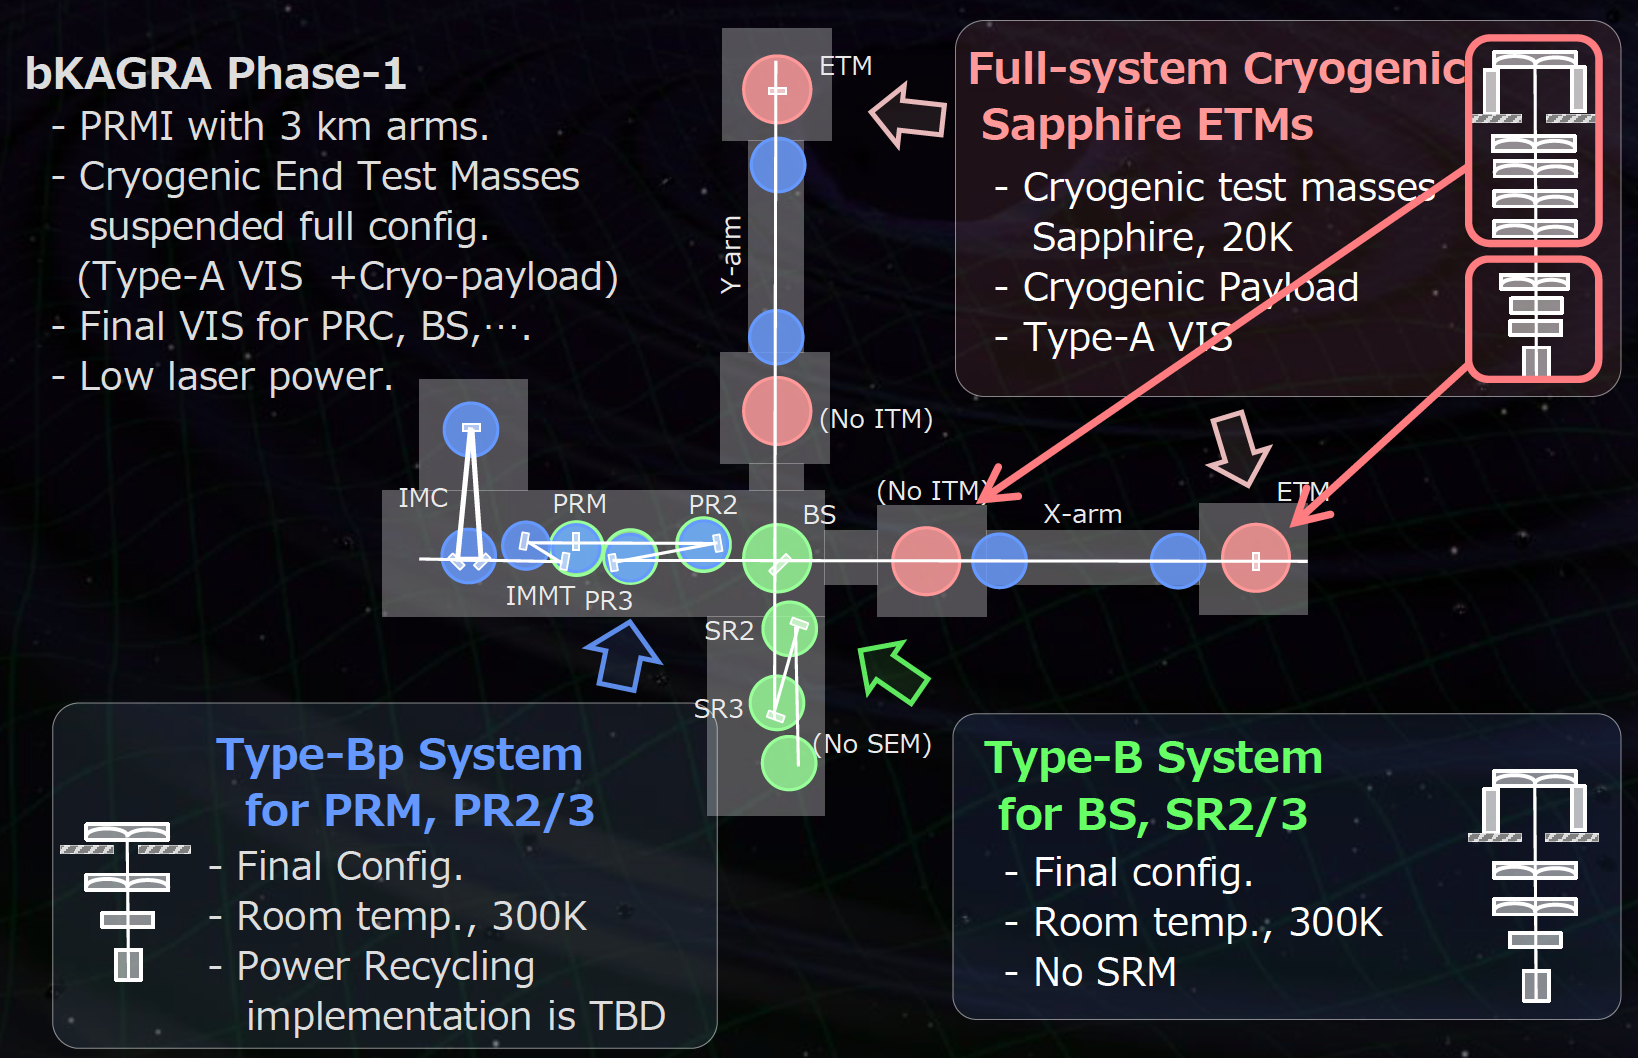 bKAGRA Phase-1
- PRMI with 3 km arms.
- Cryogenic End Test Masses
suspended full config.
(Type-A VIS +Cryo-payload)
- Final VIS for PRC, BS,･･･.
- Low laser power.
ETM
Y-arm
(No ITM)
Full-system Cryogenic
Sapphire ETMs
- Cryogenic test masses
Sapphire, 20K
- Cryogenic Payload
- Type-A VIS
IMC
PRM
PR2
BS
(No ITM)
X-arm
ETM
IMMT
PR3
SR2
SR3
(No SEM)
Type-Bp System
for PRM, PR2/3
- Final Config.
- Room temp., 300K
- Power Recycling
implementation is TBD
Type-B System
for BS, SR2/3
- Final config.
- Room temp., 300K
- No SRM